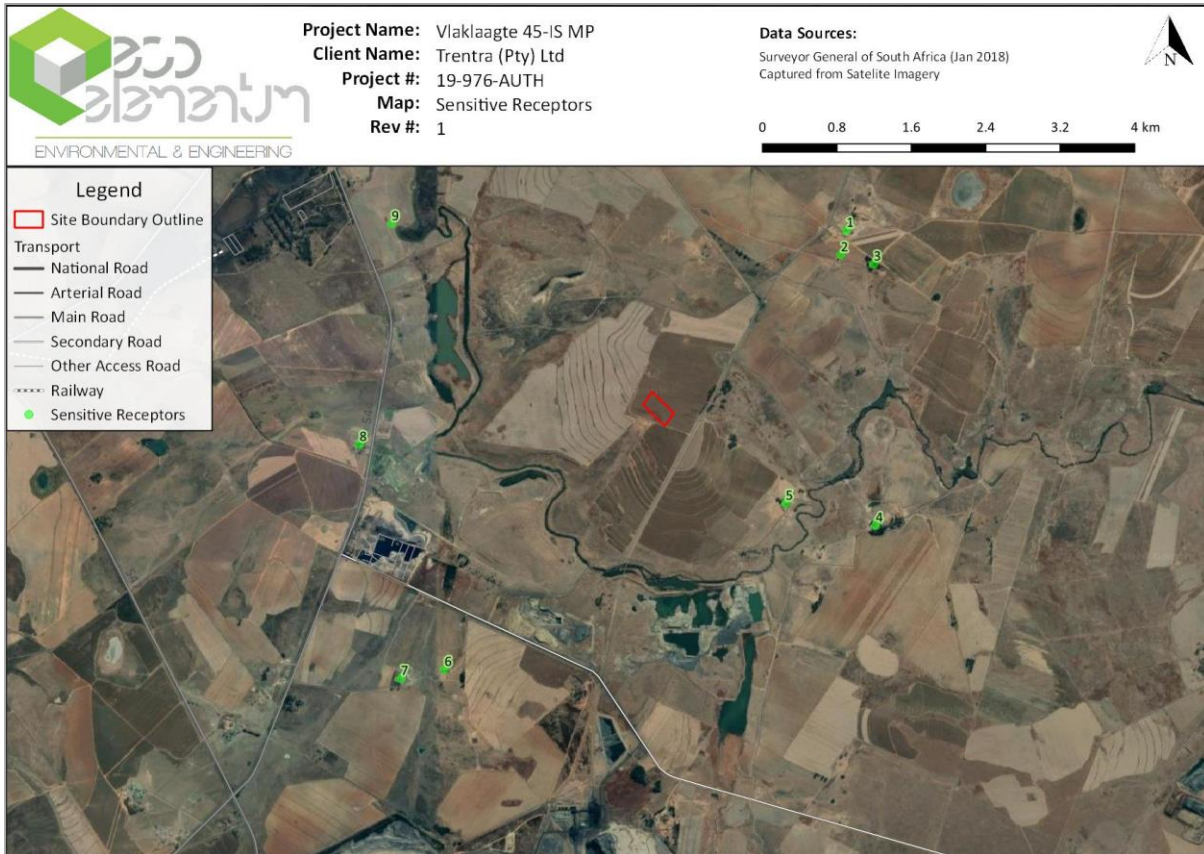 eco
elementum
ENVIRONMENTAL & ENGINEERING
Project Name: Vlaklaagte 45-IS MP
Client Name: Trentra (Pty) Ltd
Project #: 19-976-AUTH
Map: Sensitive Receptors
Rev #: 1
Data Sources:
Surveyor General of South Africa (Jan 2018)
Captured from Satelite Imagery
N
0 0.8 1.6 2.4 3.2 4 km
Legend
Site Boundary Outline
Transport
National Road
Arterial Road
Main Road
Secondary Road
Other Access Road
Railway
Sensitive Receptors
9
1
2
3
8
5
4
6
7